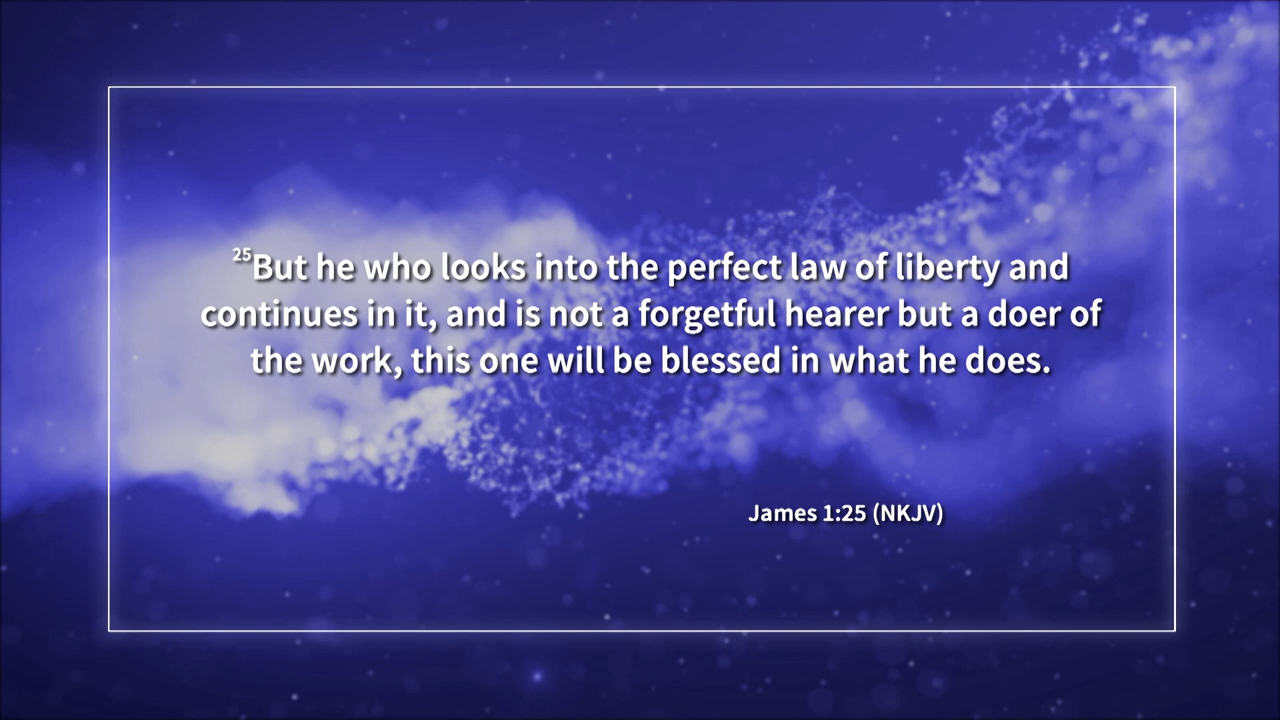 25But he who looks into the perfect law of liberty and
continues in it, and is not a forgetful hearer but a doer of
the work, this one will be blessed in what he does.
James 1:25 (NKJV)